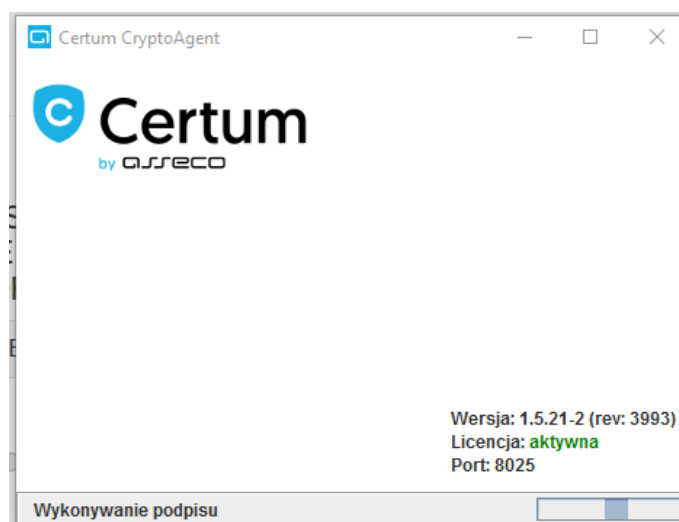 Certum CryptoAgent
Certum
by asseco
Wersja: 1.5.21-2 (rev: 3993)
Licencja: aktywna
Port: 8025
Wykonywanie podpisu